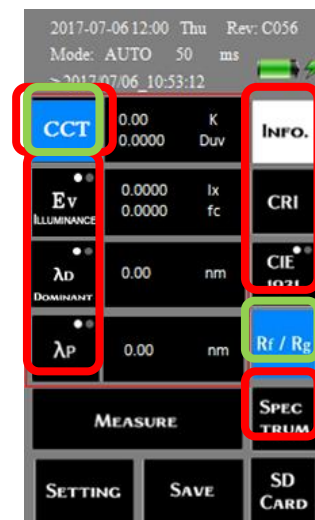 2017-07-06 12:00 Thu Rev: C056
Mode: AUTO 50 ms
> 2017/07/06_10:53:12
CCT 0.00 K
0.0000 Duv
INFO.
Ev 0.0000 lx
ILLUMINANCE 0.0000 fc
CRI
λD 0.00 nm
DOMINANT
CIE
1931
λP 0.00 nm
Rf / Rg
MEASURE
SPEC
TRUM
SETTING
SAVE
SD
CARD